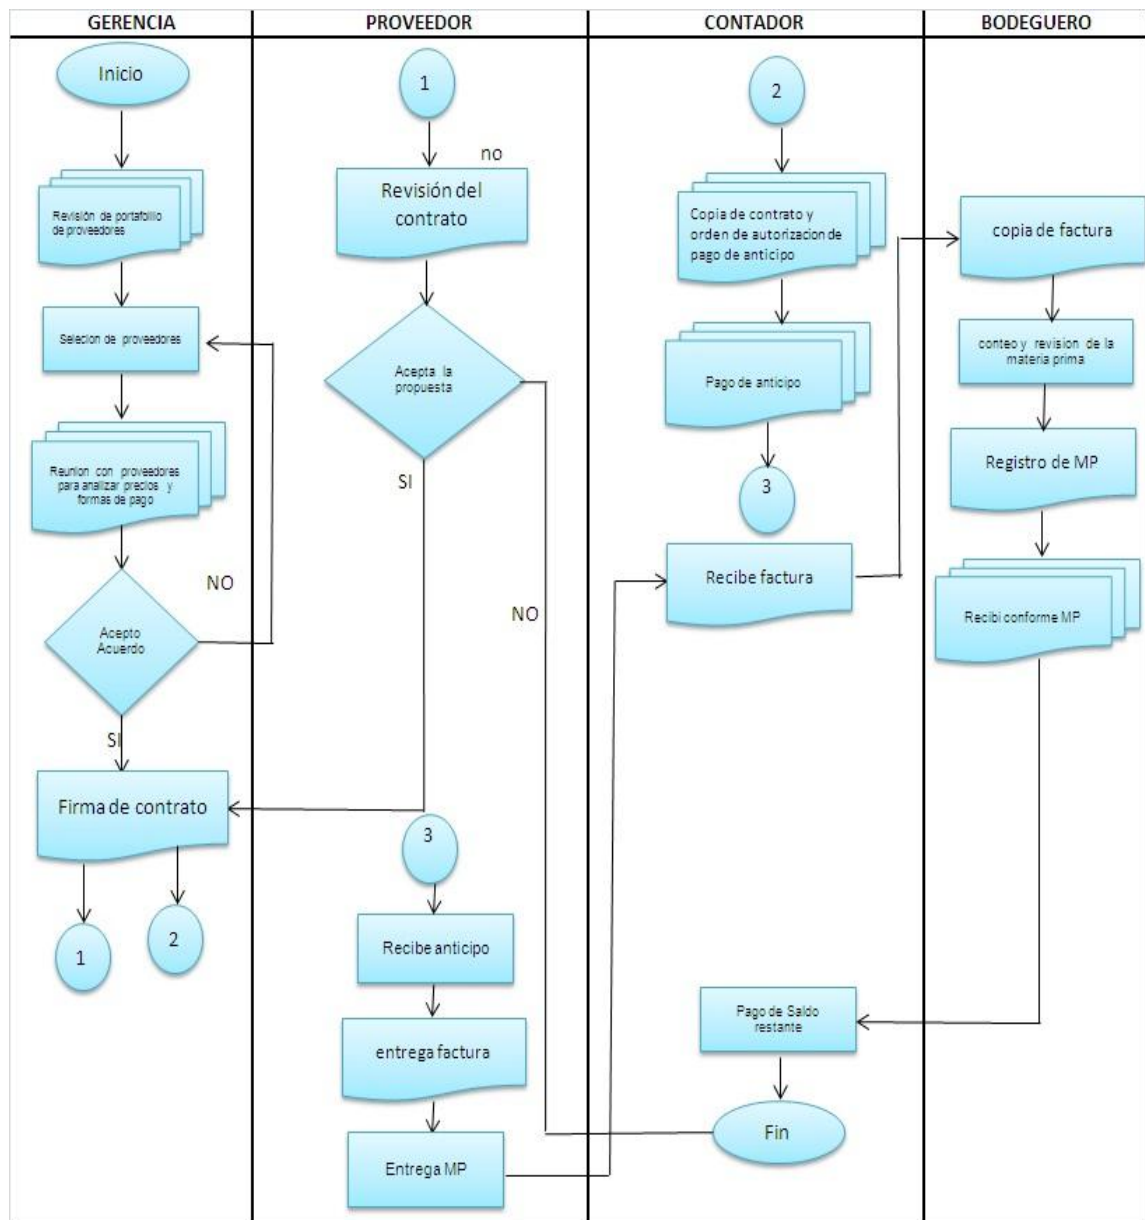 GERENCIA
PROVEEDOR
CONTADOR
BODEGUERO
Inicio
Revisión de portafolio
de proveedores
Selecion de proveedores
Reunion con proveedores
para analizar precios y
formas de pago
NO
Acepto
Acuerdo
SI
Firma de contrato
1
2
1
no
Revisión del
contrato
Acepta la
propuesta
SI
NO
3
Recibe anticipo
entrega factura
Entrega MP
2
Copia de contrato y
orden de autorizacion de
pago de anticipo
Pago de anticipo
3
Recibe factura
Pago de Saldo
restante
Fin
copia de factura
conteo y revision de la
materia prima
Registro de MP
Recibi conforme MP